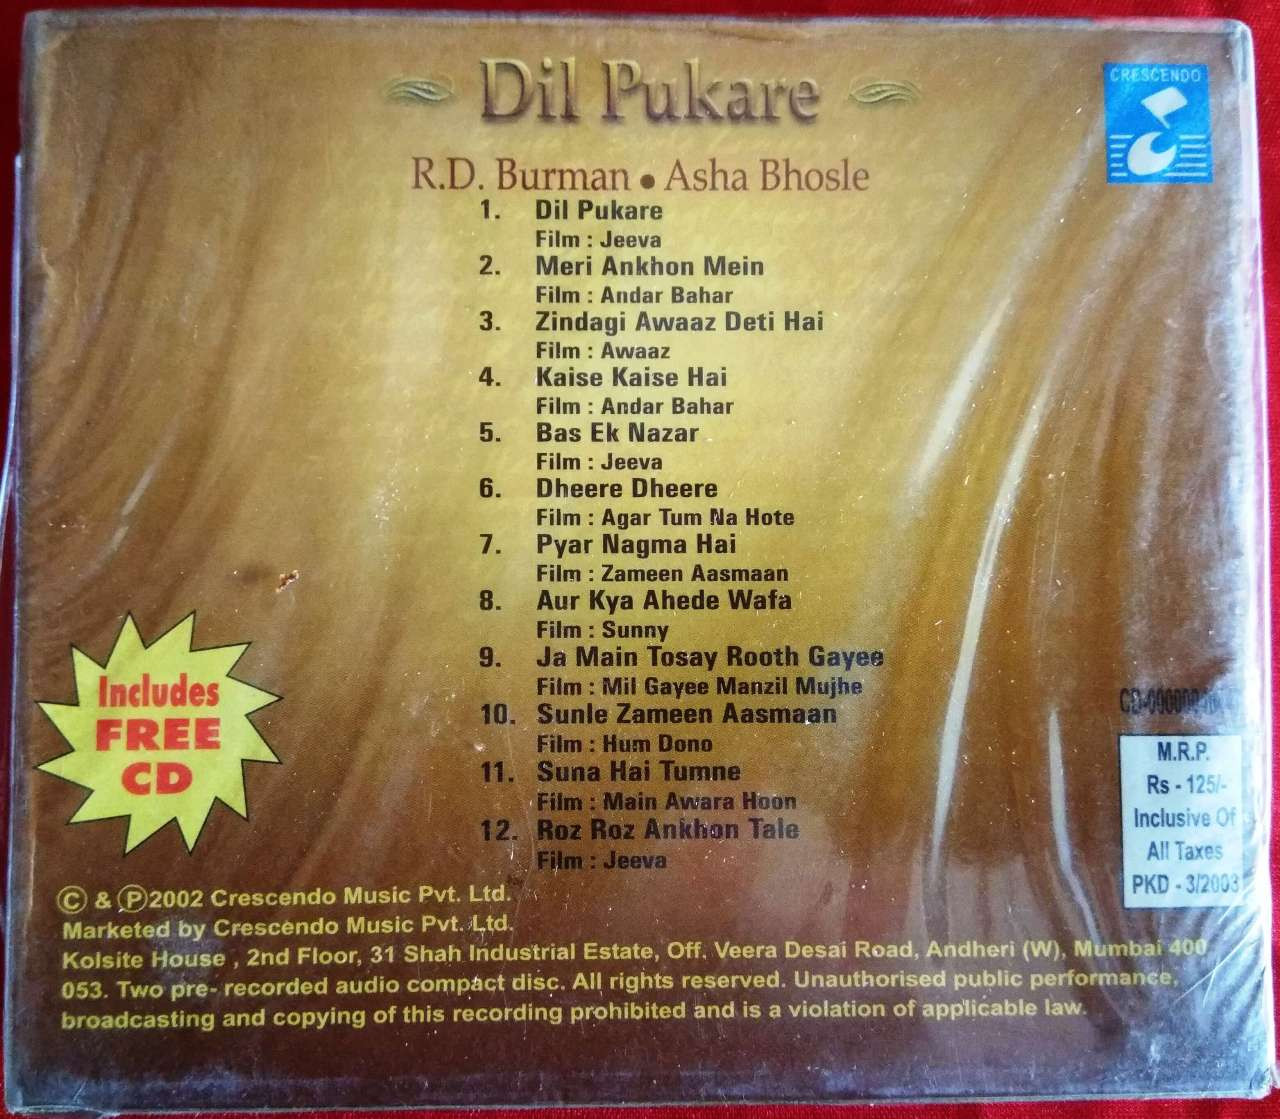 Dil Pukare
CRESCENDO
R.D. Burman • Asha Bhosle
1. Dil Pukare
Film : Jeeva
2. Meri Ankhon Mein
Film : Andar Bahar
3. Zindagi Awaaz Deti Hai
Film : Awaaz
4. Kaise Kaise Hai
Film : Andar Bahar
5. Bas Ek Nazar
Film : Jeeva
6. Dheere Dheere
Film : Agar Tum Na Hote
7. Pyar Nagma Hai
Film : Zameen Aasmaan
8. Aur Kya Ahede Wafa
Film : Sunny
9. Ja Main Tosay Rooth Gayee
Film : Mil Gayee Manzil Mujhe
10. Sunle Zameen Aasmaan
Film : Hum Dono
11. Suna Hai Tumne
Film : Main Awara Hoon
12. Roz Roz Ankhon Tale
Film : Jeeva
Includes
FREE
CD
M.R.P.
Rs - 125/-
Inclusive Of
All Taxes
PKD - 3/2003
© & ℗2002 Crescendo Music Pvt. Ltd.
Marketed by Crescendo Music Pvt. Ltd.
Kolsite House , 2nd Floor, 31 Shah Industrial Estate, Off. Veera Desai Road, Andheri (W), Mumbai 400
053. Two pre- recorded audio compact disc. All rights reserved. Unauthorised public performance,
broadcasting and copying of this recording prohibited and is a violation of applicable law.